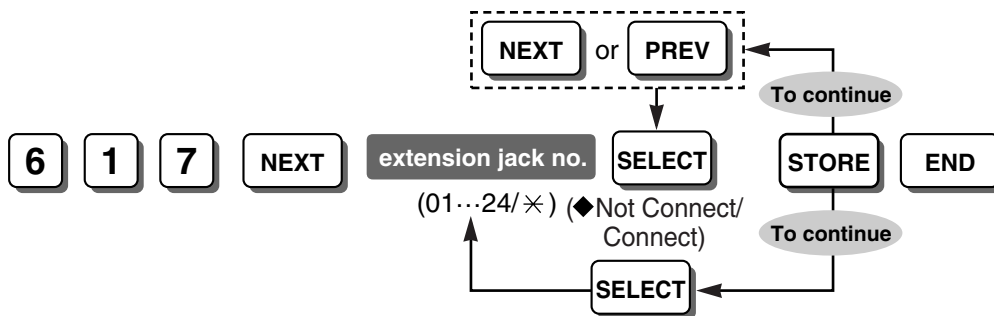 NEXT or PREV
To continue
6 1 7 NEXT extension jack no. SELECT STORE END
(01···24/✳) (◆Not Connect/
Connect)
To continue
SELECT